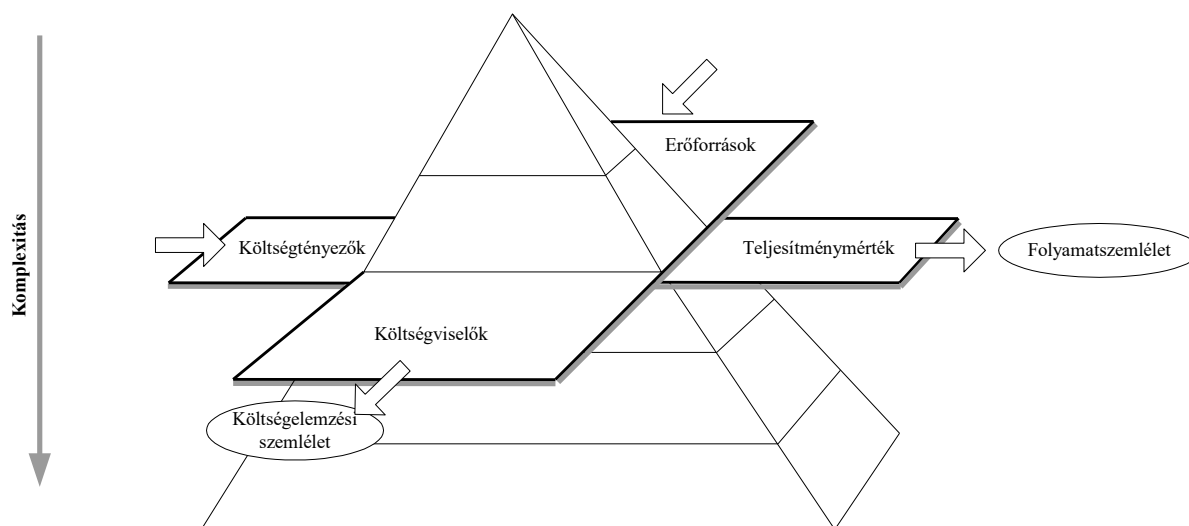 Komplexitás
Erőforrások
Költségtényezők
Teljesítménymérték
Folyamatszemlélet
Költségviselők
Költségelemzési
szemlélet